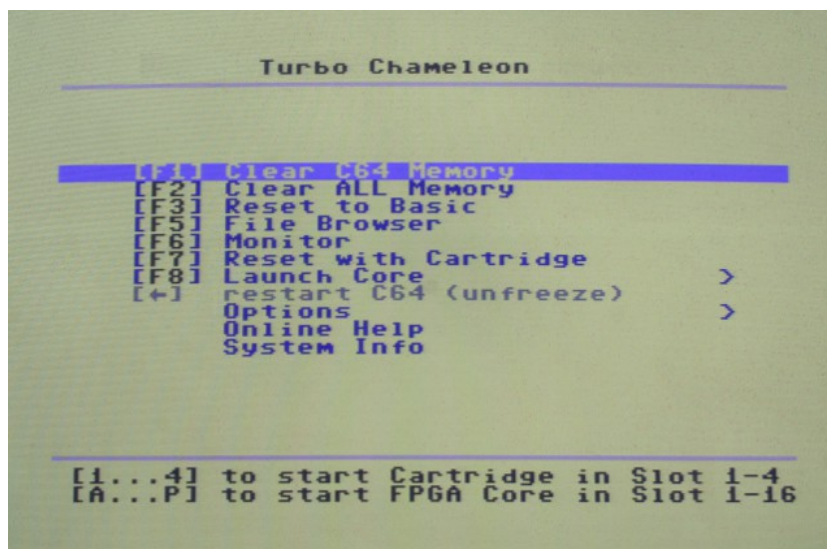 Turbo Chameleon
[F1] Clear C64 Memory
[F2] Clear ALL Memory
[F3] Reset to Basic
[F5] File Browser
[F6] Monitor
[F7] Reset with Cartridge
[F8] Launch Core >
[←] restart C64 (unfreeze)
Options >
Online Help
System Info
[1...4] to start Cartridge in Slot 1-4
[A...P] to start FPGA Core in Slot 1-16